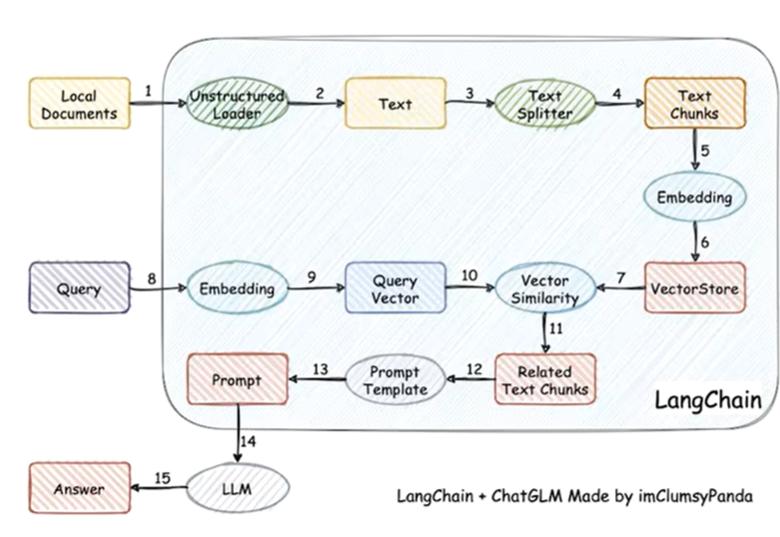 Local
Documents
1
Unstructured
Loader
2
Text
3
Text
Splitter
4
Text
Chunks
5
Embedding
6
Query
8
Embedding
9
Query
Vector
10
Vector
Similarity
7
VectorStore
11
Prompt
13
Prompt
Template
12
Related
Text Chunks
LangChain
14
Answer
15
LLM
LangChain + ChatGLM Made by imClumsyPanda